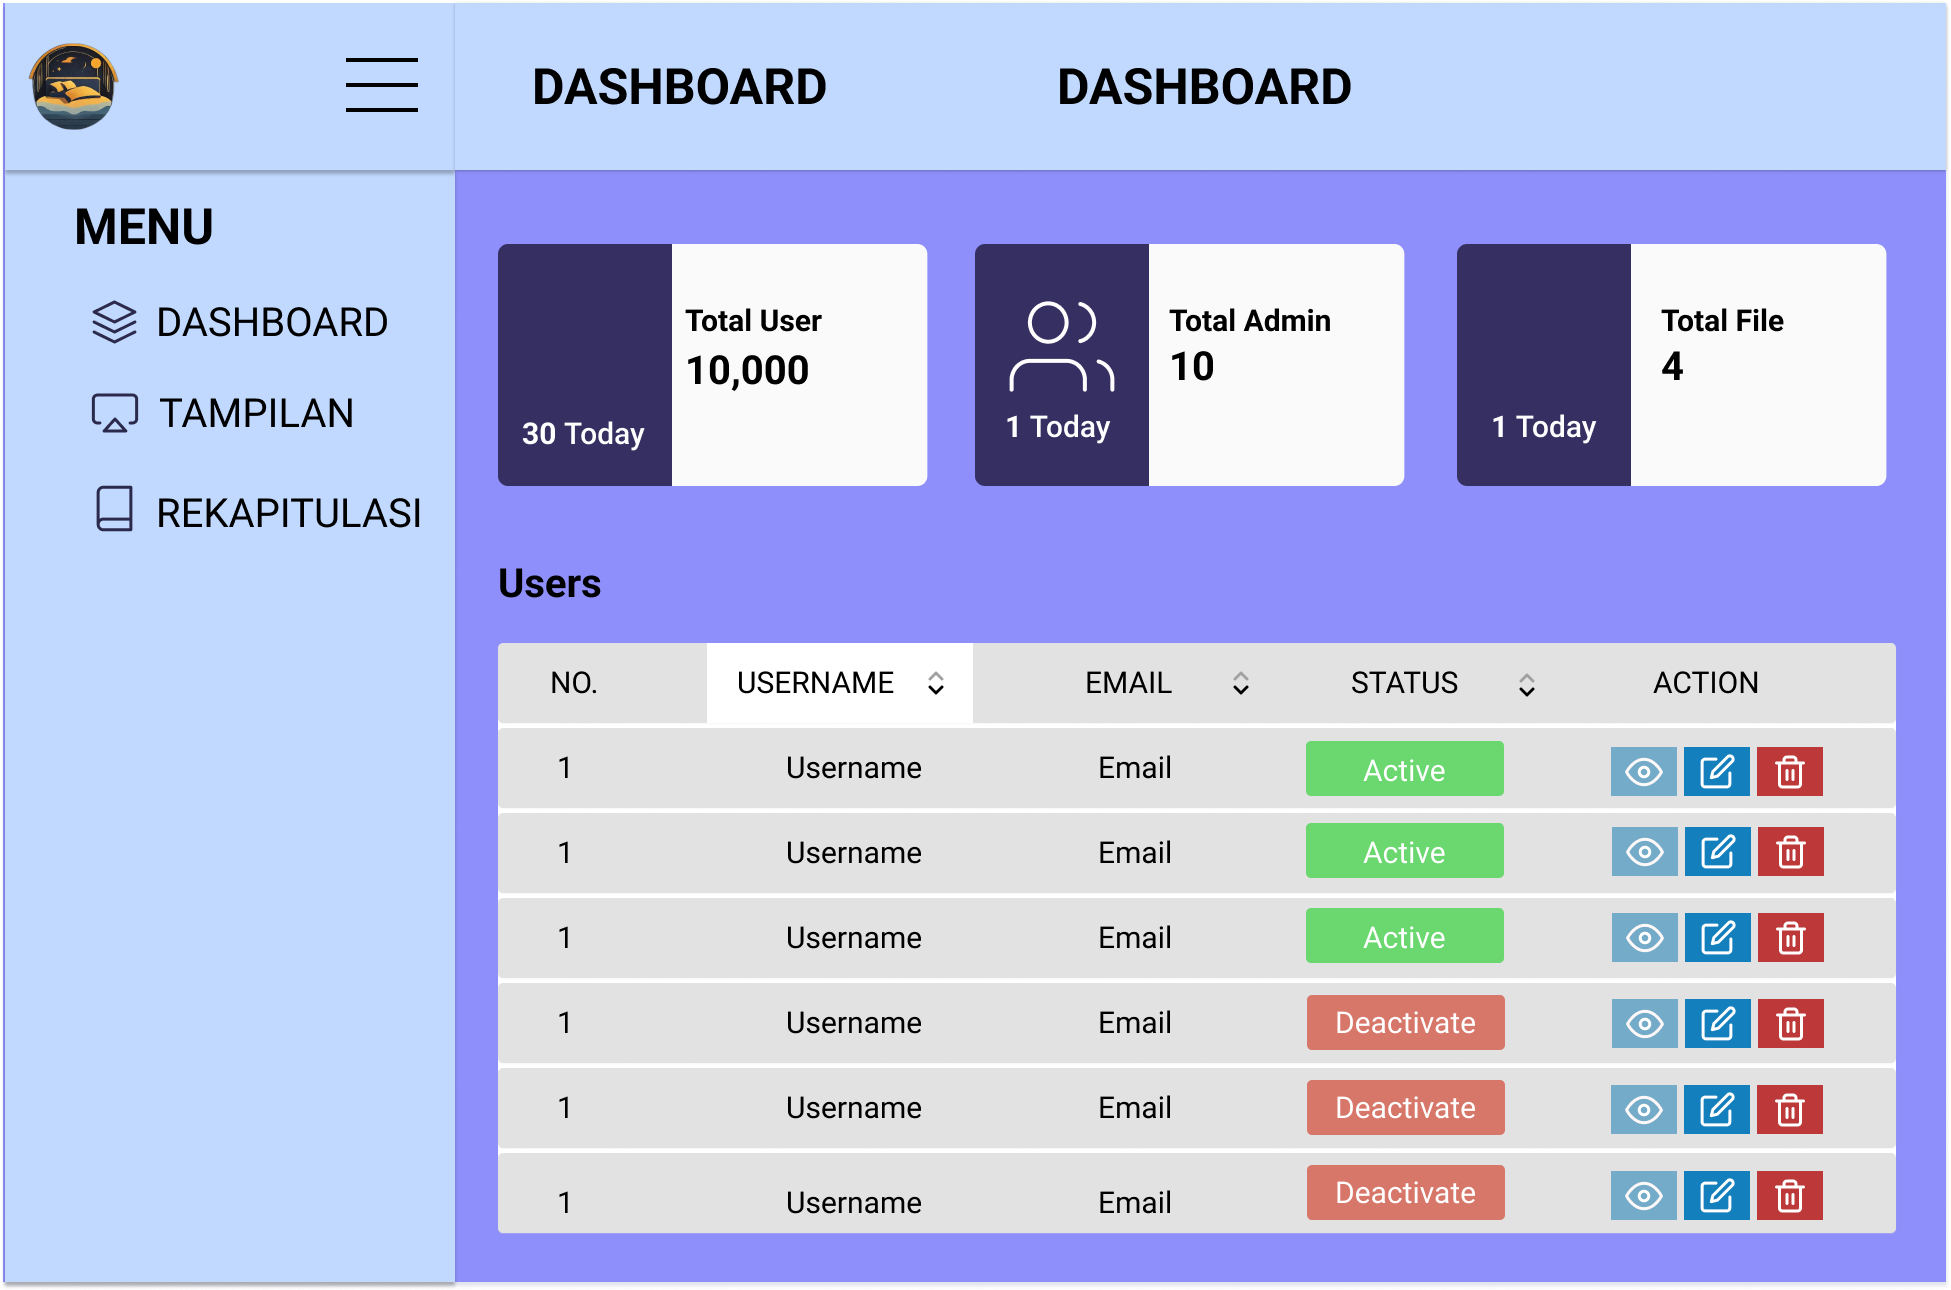 DASHBOARD DASHBOARD
MENU
DASHBOARD
TAMPILAN
REKAPITULASI
Total User
10,000
30 Today
Total Admin
10
1 Today
Total File
4
1 Today
Users
NO. USERNAME EMAIL STATUS ACTION
1 Username Email Active
1 Username Email Active
1 Username Email Active
1 Username Email Deactivate
1 Username Email Deactivate
1 Username Email Deactivate